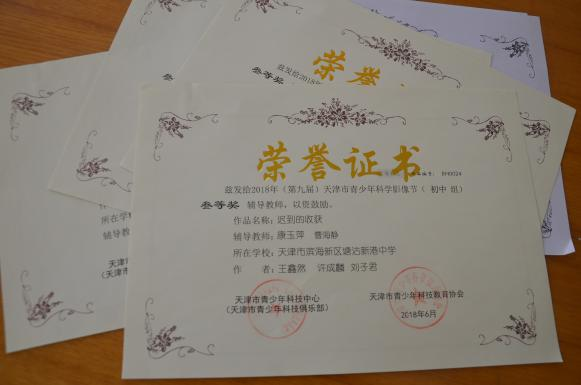 荣誉证书
BH0024
兹发给2018年（第九届）天津市青少年科学影像节（ 初中 组）
叁等奖 辅导教师，以资鼓励。
作品名称：迟到的收获
辅导教师：康玉萍 曹海静
所在学校：天津市滨海新区塘沽新港中学
作 者：王鑫然 许成麟 刘子君
天津市青少年科技中心
（天津市青少年科技俱乐部）
天津市青少年科技教育协会
2018年6月
荣誉
兹发给2018年
叁等奖
所在学校
作
天津市青
（天津市青